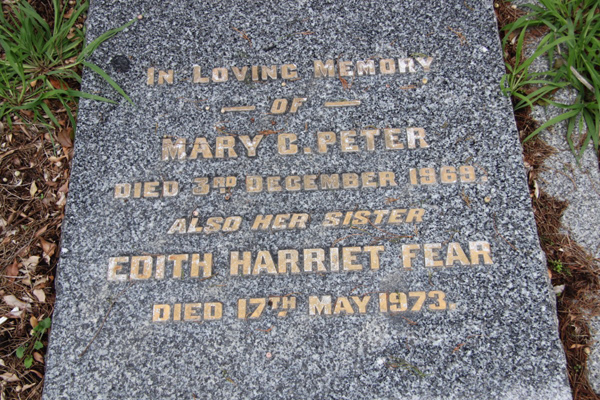 IN LOVING MEMORY
— OF —
MARY C. PETER
DIED 3RD DECEMBER 1969.
ALSO HER SISTER
EDITH HARRIET FEAR
DIED 17TH MAY 1973.